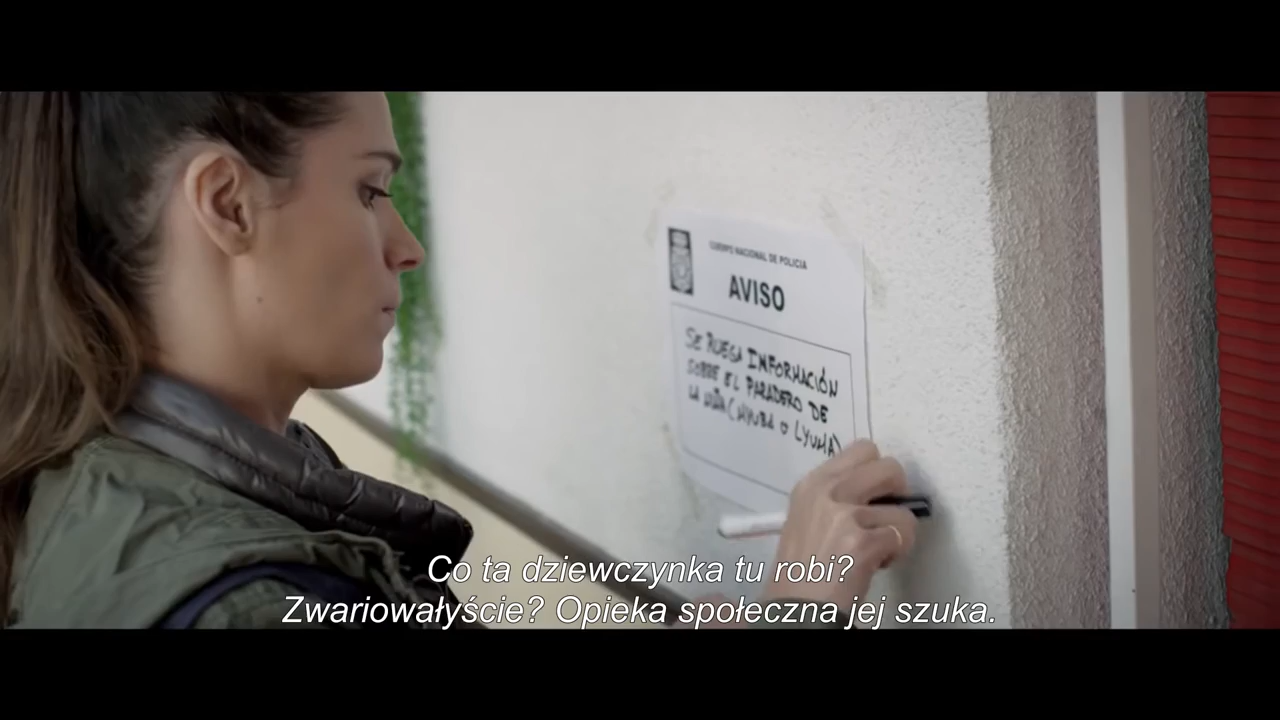 CUERPO NACIONAL DE POLICIA
AVISO
SE RUEGA INFORMACIÓN
SOBRE EL PARADERO DE
LA NIÑA (NYUBA O LYUHA)
Co ta dziewczynka tu robi?
Zwariowałyście? Opieka społeczna jej szuka.